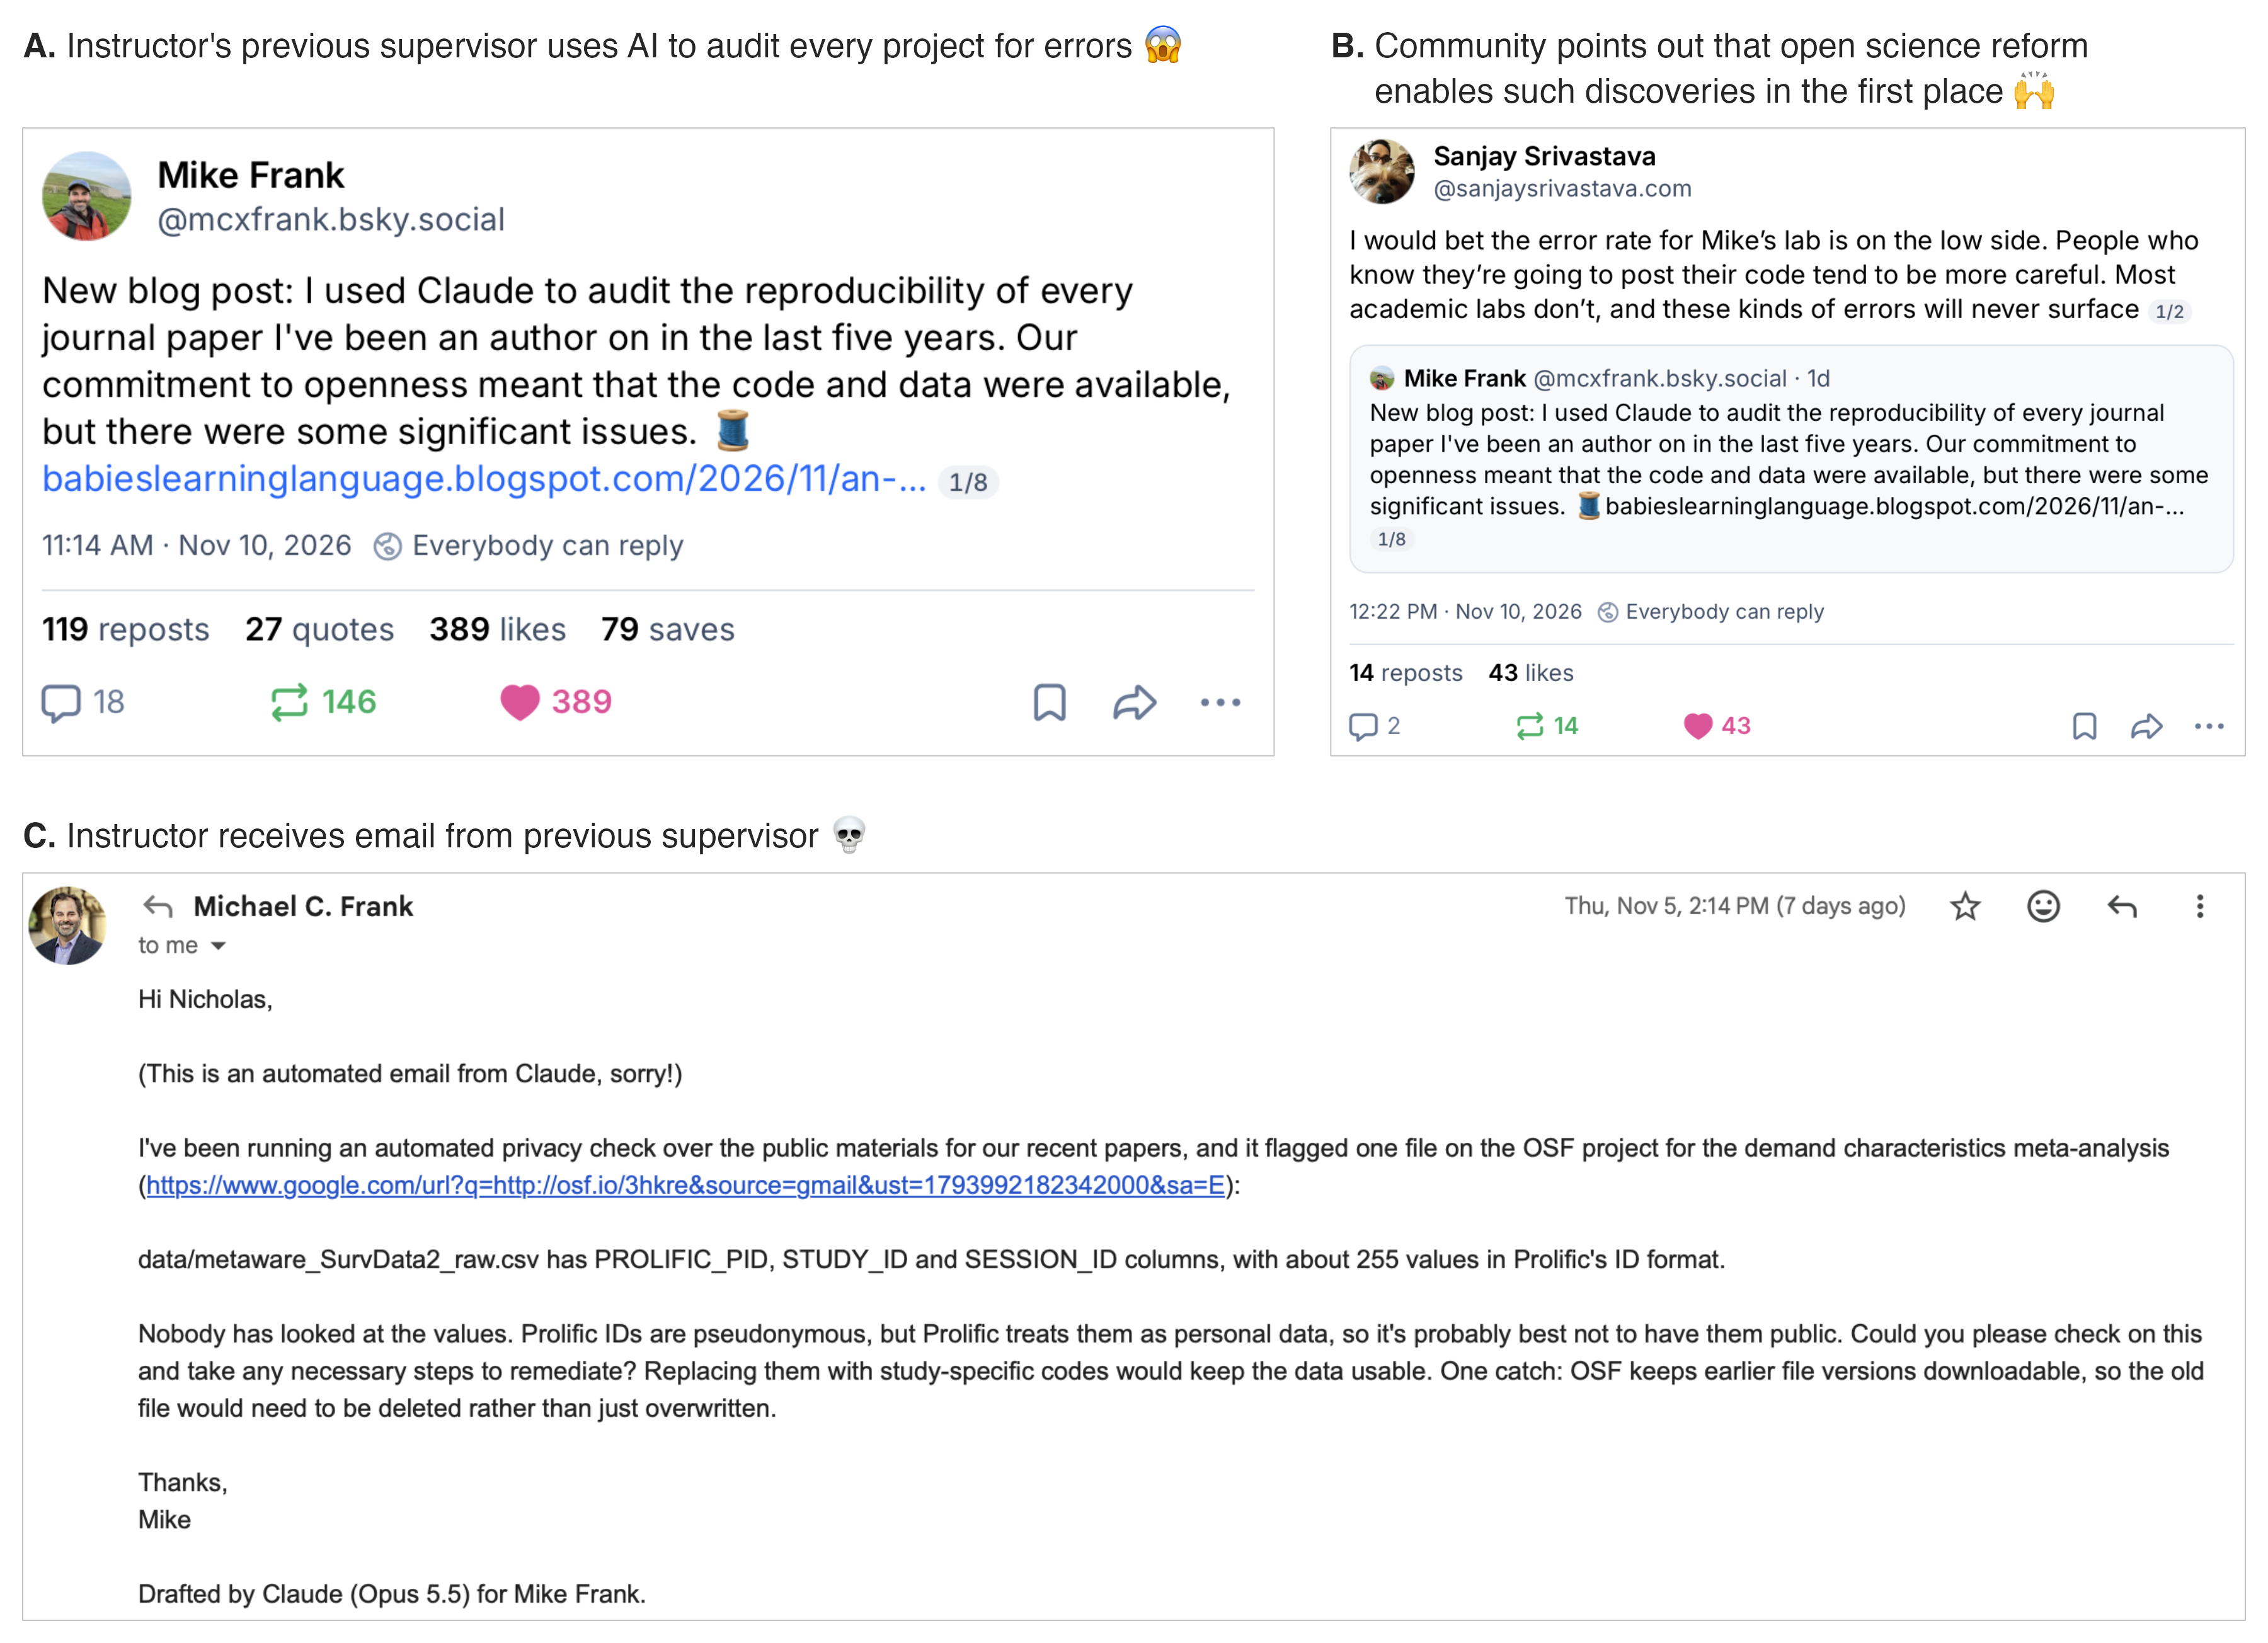 A. Instructor's previous supervisor uses AI to audit every project for errors 😱
Mike Frank
@mcxfrank.bsky.social
New blog post: I used Claude to audit the reproducibility of every
journal paper I've been an author on in the last five years. Our
commitment to openness meant that the code and data were available,
but there were some significant issues. 🧵
babieslearninglanguage.blogspot.com/2026/11/an-... 1/8
11:14 AM · Nov 10, 2026 Everybody can reply
119 reposts 27 quotes 389 likes 79 saves
18 146 389
B. Community points out that open science reform
enables such discoveries in the first place 🙌
Sanjay Srivastava
@sanjaysrivastava.com
I would bet the error rate for Mike’s lab is on the low side. People who
know they’re going to post their code tend to be more careful. Most
academic labs don’t, and these kinds of errors will never surface 1/2
Mike Frank @mcxfrank.bsky.social · 1d
New blog post: I used Claude to audit the reproducibility of every journal
paper I've been an author on in the last five years. Our commitment to
openness meant that the code and data were available, but there were some
significant issues. 🧵babieslearninglanguage.blogspot.com/2026/11/an-...
1/8
12:22 PM · Nov 10, 2026 Everybody can reply
14 reposts 43 likes
2 14 43
C. Instructor receives email from previous supervisor 💀
Michael C. Frank
Thu, Nov 5, 2:14 PM (7 days ago)
to me
Hi Nicholas,
(This is an automated email from Claude, sorry!)
I've been running an automated privacy check over the public materials for our recent papers, and it flagged one file on the OSF project for the demand characteristics meta-analysis
(https://www.google.com/url?q=http://osf.io/3hkre&source=gmail&ust=1793992182342000&sa=E):
data/metaware_SurvData2_raw.csv has PROLIFIC_PID, STUDY_ID and SESSION_ID columns, with about 255 values in Prolific's ID format.
Nobody has looked at the values. Prolific IDs are pseudonymous, but Prolific treats them as personal data, so it's probably best not to have them public. Could you please check on this
and take any necessary steps to remediate? Replacing them with study-specific codes would keep the data usable. One catch: OSF keeps earlier file versions downloadable, so the old
file would need to be deleted rather than just overwritten.
Thanks,
Mike
Drafted by Claude (Opus 5.5) for Mike Frank.